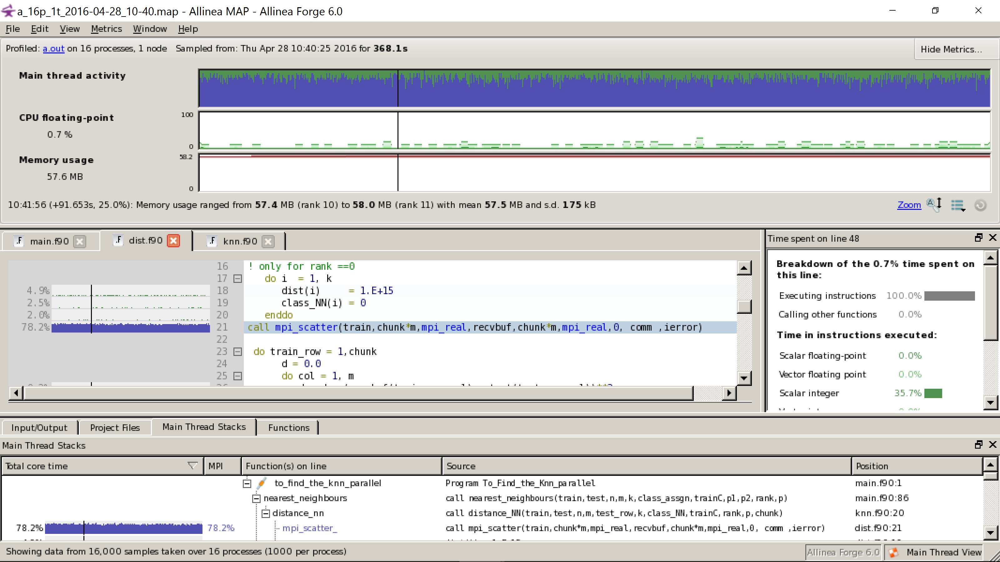 a_16p_1t_2016-04-28_10-40.map - Allinea MAP - Allinea Forge 6.0
File Edit View Metrics Window Help
Profiled: a.out on 16 processes, 1 node Sampled from: Thu Apr 28 10:40:25 2016 for 368.1s
Hide Metrics...
Main thread activity
CPU floating-point
0.7 %
100
0
Memory usage
57.6 MB
58.2
0
10:41:56 (+91.653s, 25.0%): Memory usage ranged from 57.4 MB (rank 10) to 58.0 MB (rank 11) with mean 57.5 MB and s.d. 175 kB
Zoom
.F main.f90 .F dist.f90 .F knn.f90
16 ! only for rank ==0
17 do i = 1, k
4.9% 18 dist(i) = 1.E+15
2.5% 19 class_NN(i) = 0
2.0% 20 enddo
78.2% 21 call mpi_scatter(train,chunk*m,mpi_real,recvbuf,chunk*m,mpi_real,0, comm ,ierror)
22
23 do train_row = 1,chunk
24 d = 0.0
25 do col = 1, m
Time spent on line 48
Breakdown of the 0.7% time spent on
this line:
Executing instructions 100.0%
Calling other functions 0.0%
Time in instructions executed:
Scalar floating-point 0.0%
Vector floating point 0.0%
Scalar integer 35.7%
Input/Output Project Files Main Thread Stacks Functions
Main Thread Stacks
Total core time MPI Function(s) on line Source Position
to_find_the_knn_parallel Program To_Find_the_Knn_parallel main.f90:1
nearest_neighbours call nearest_neighbours(train,test,n,m,k,class_assgn,trainC,p1,p2,rank,p) main.f90:86
distance_nn call distance_NN(train,test,n,m,test_row,k,class_NN,trainC,rank,p,chunk) knn.f90:20
78.2% 78.2% mpi_scatter_ call mpi_scatter(train,chunk*m,mpi_real,recvbuf,chunk*m,mpi_real,0, comm ,ierror) dist.f90:21
Showing data from 16,000 samples taken over 16 processes (1000 per process)
Allinea Forge 6.0 Main Thread View